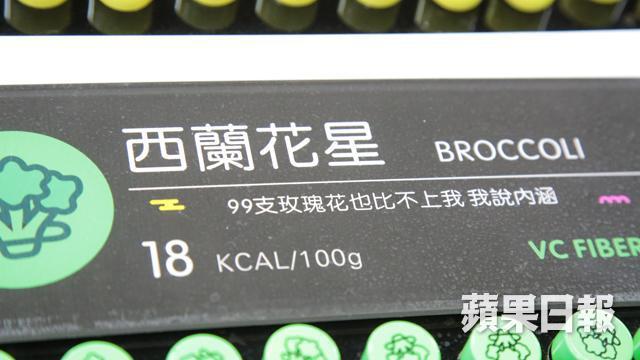 西蘭花星 BROCCOLI
99支玫瑰花也比不上我 我說內涵
18 KCAL/100g VC FIBER
蘋果日報